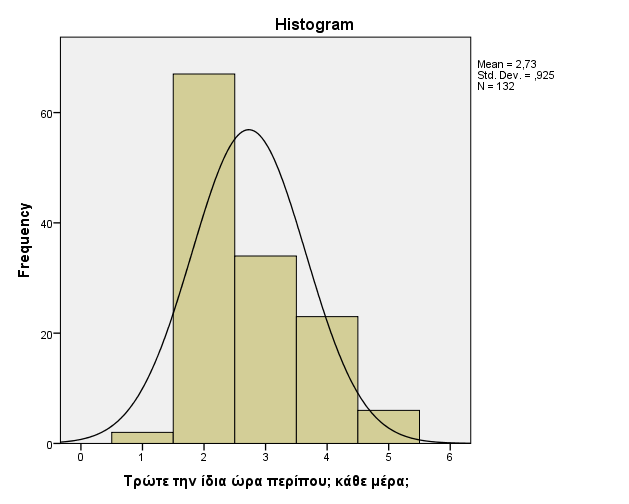 Histogram
Mean = 2,73
Std. Dev. = ,925
N = 132
60
40
20
0
Frequency
0 1 2 3 4 5 6
Τρώτε την ίδια ώρα περίπου; κάθε μέρα;